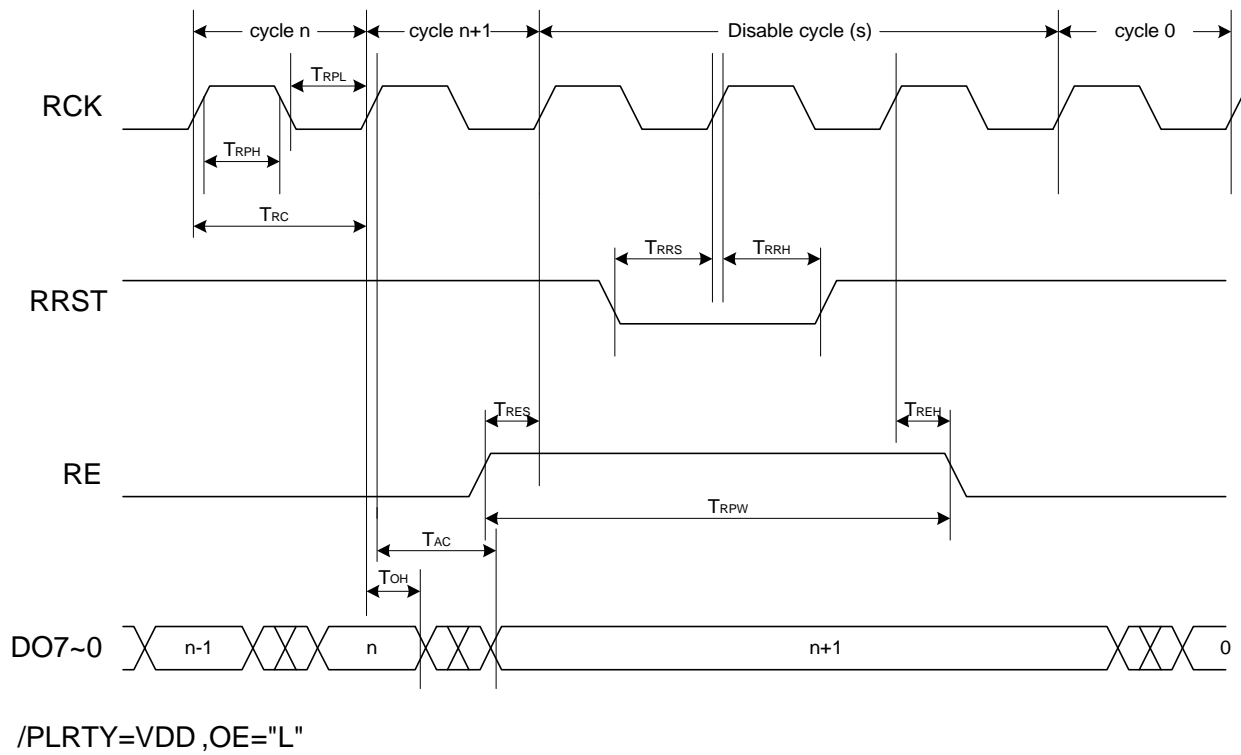 cycle n cycle n+1 Disable cycle (s) cycle 0
TRPL
RCK
TRPH
TRC
TRRS TRRH
RRST
TRES TREH
RE
TRPW
TAC
TOH
DO7~0 n-1 n n+1 0
/PLRTY=VDD ,OE="L"